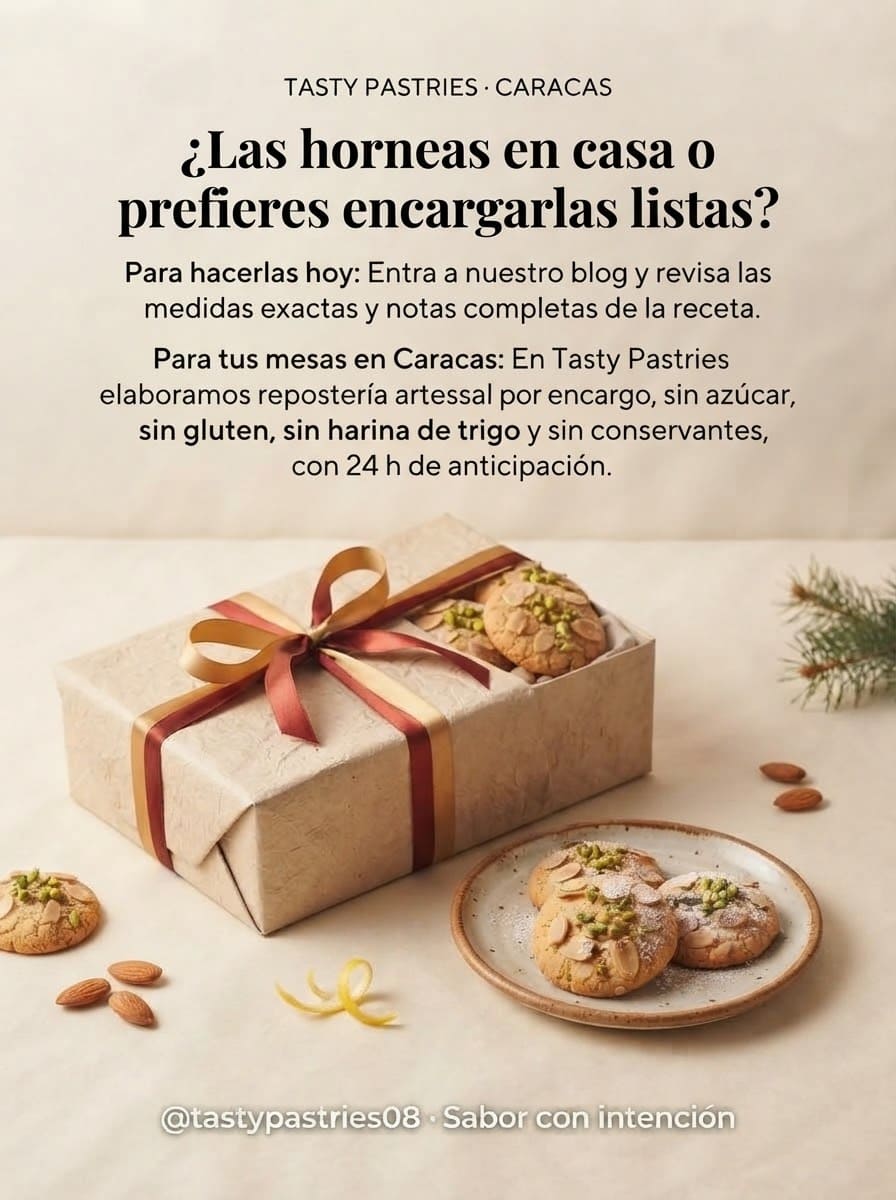 TASTY PASTRIES · CARACAS
¿Las horneas en casa o
prefieres encargarlas listas?
Para hacerlas hoy: Entra a nuestro blog y revisa las
medidas exactas y notas completas de la receta.
Para tus mesas en Caracas: En Tasty Pastries
elaboramos repostería artessal por encargo, sin azúcar,
sin gluten, sin harina de trigo y sin conservantes,
con 24 h de anticipación.
@tastypastries08 · Sabor con intención